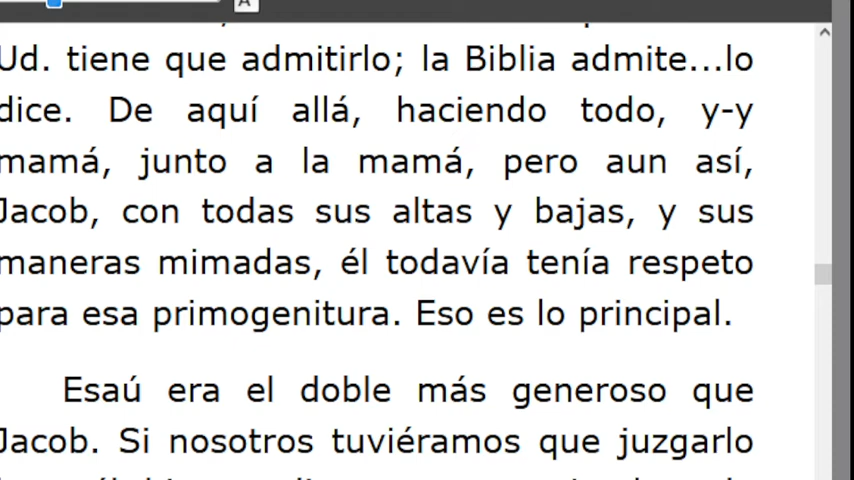 A
Ud. tiene que admitirlo; la Biblia admite...lo
dice. De aquí allá, haciendo todo, y-y
mamá, junto a la mamá, pero aun así,
Jacob, con todas sus altas y bajas, y sus
maneras mimadas, él todavía tenía respeto
para esa primogenitura. Eso es lo principal.
Esaú era el doble más generoso que
Jacob. Si nosotros tuviéramos que juzgarlo